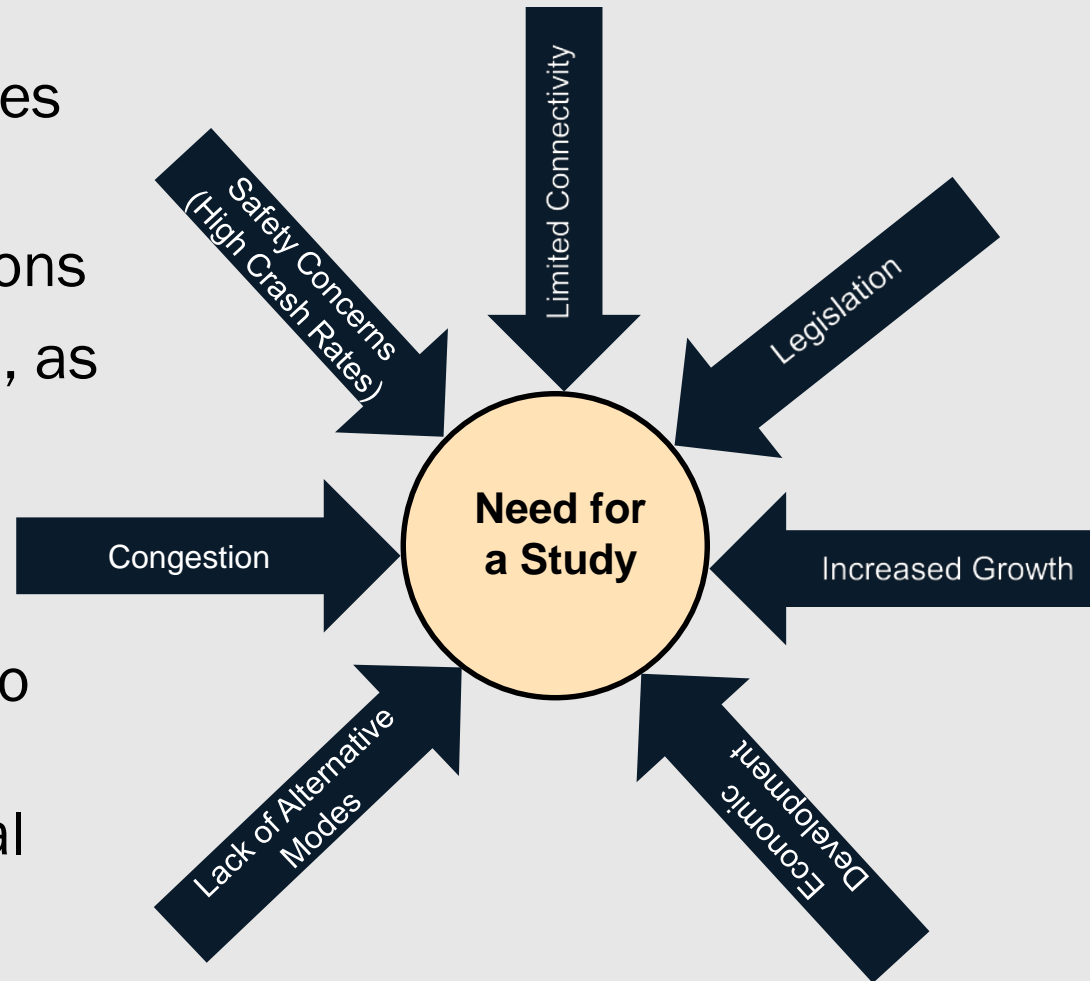 es
ons
, as
o
al
Limited Connectivity
Safety Concerns
(High Crash Rates)
Legislation
Congestion
Need for
a Study
Increased Growth
Lack of Alternative
Modes
Economic
Development